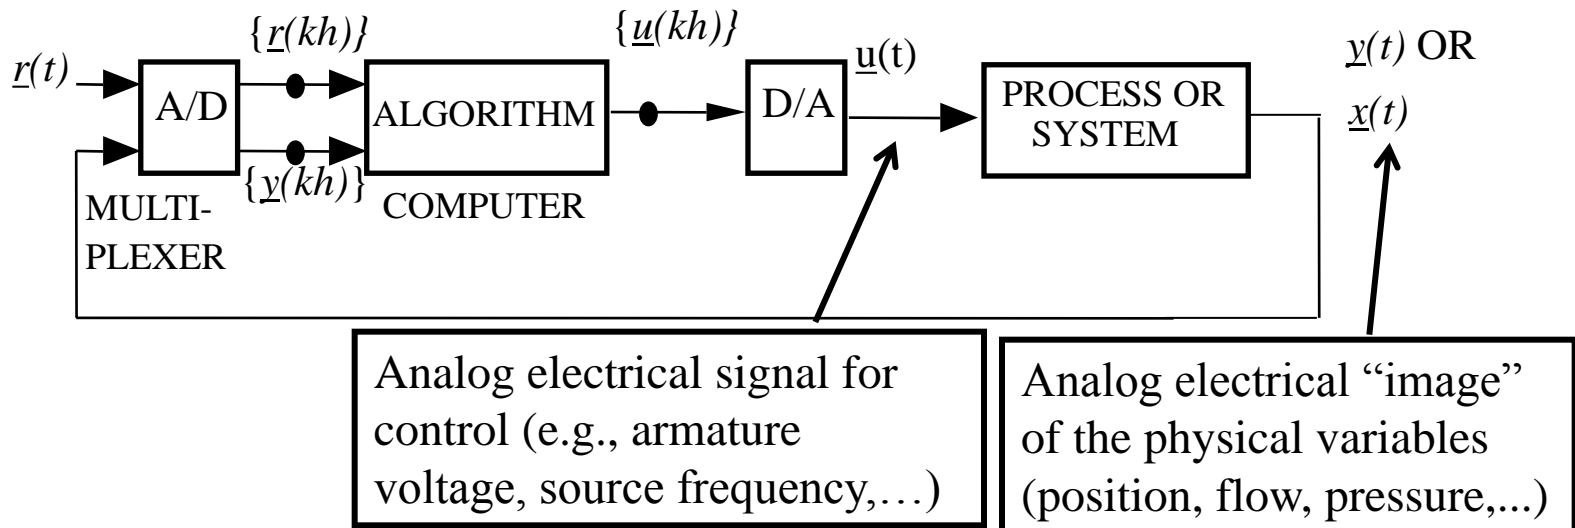 r(t)
A/D
{r(kh)}
{y(kh)}
MULTI-
PLEXER
ALGORITHM
COMPUTER
{u(kh)}
D/A
u(t)
PROCESS OR
SYSTEM
y(t) OR
x(t)
Analog electrical signal for
control (e.g., armature
voltage, source frequency,…)
Analog electrical “image”
of the physical variables
(position, flow, pressure,...)